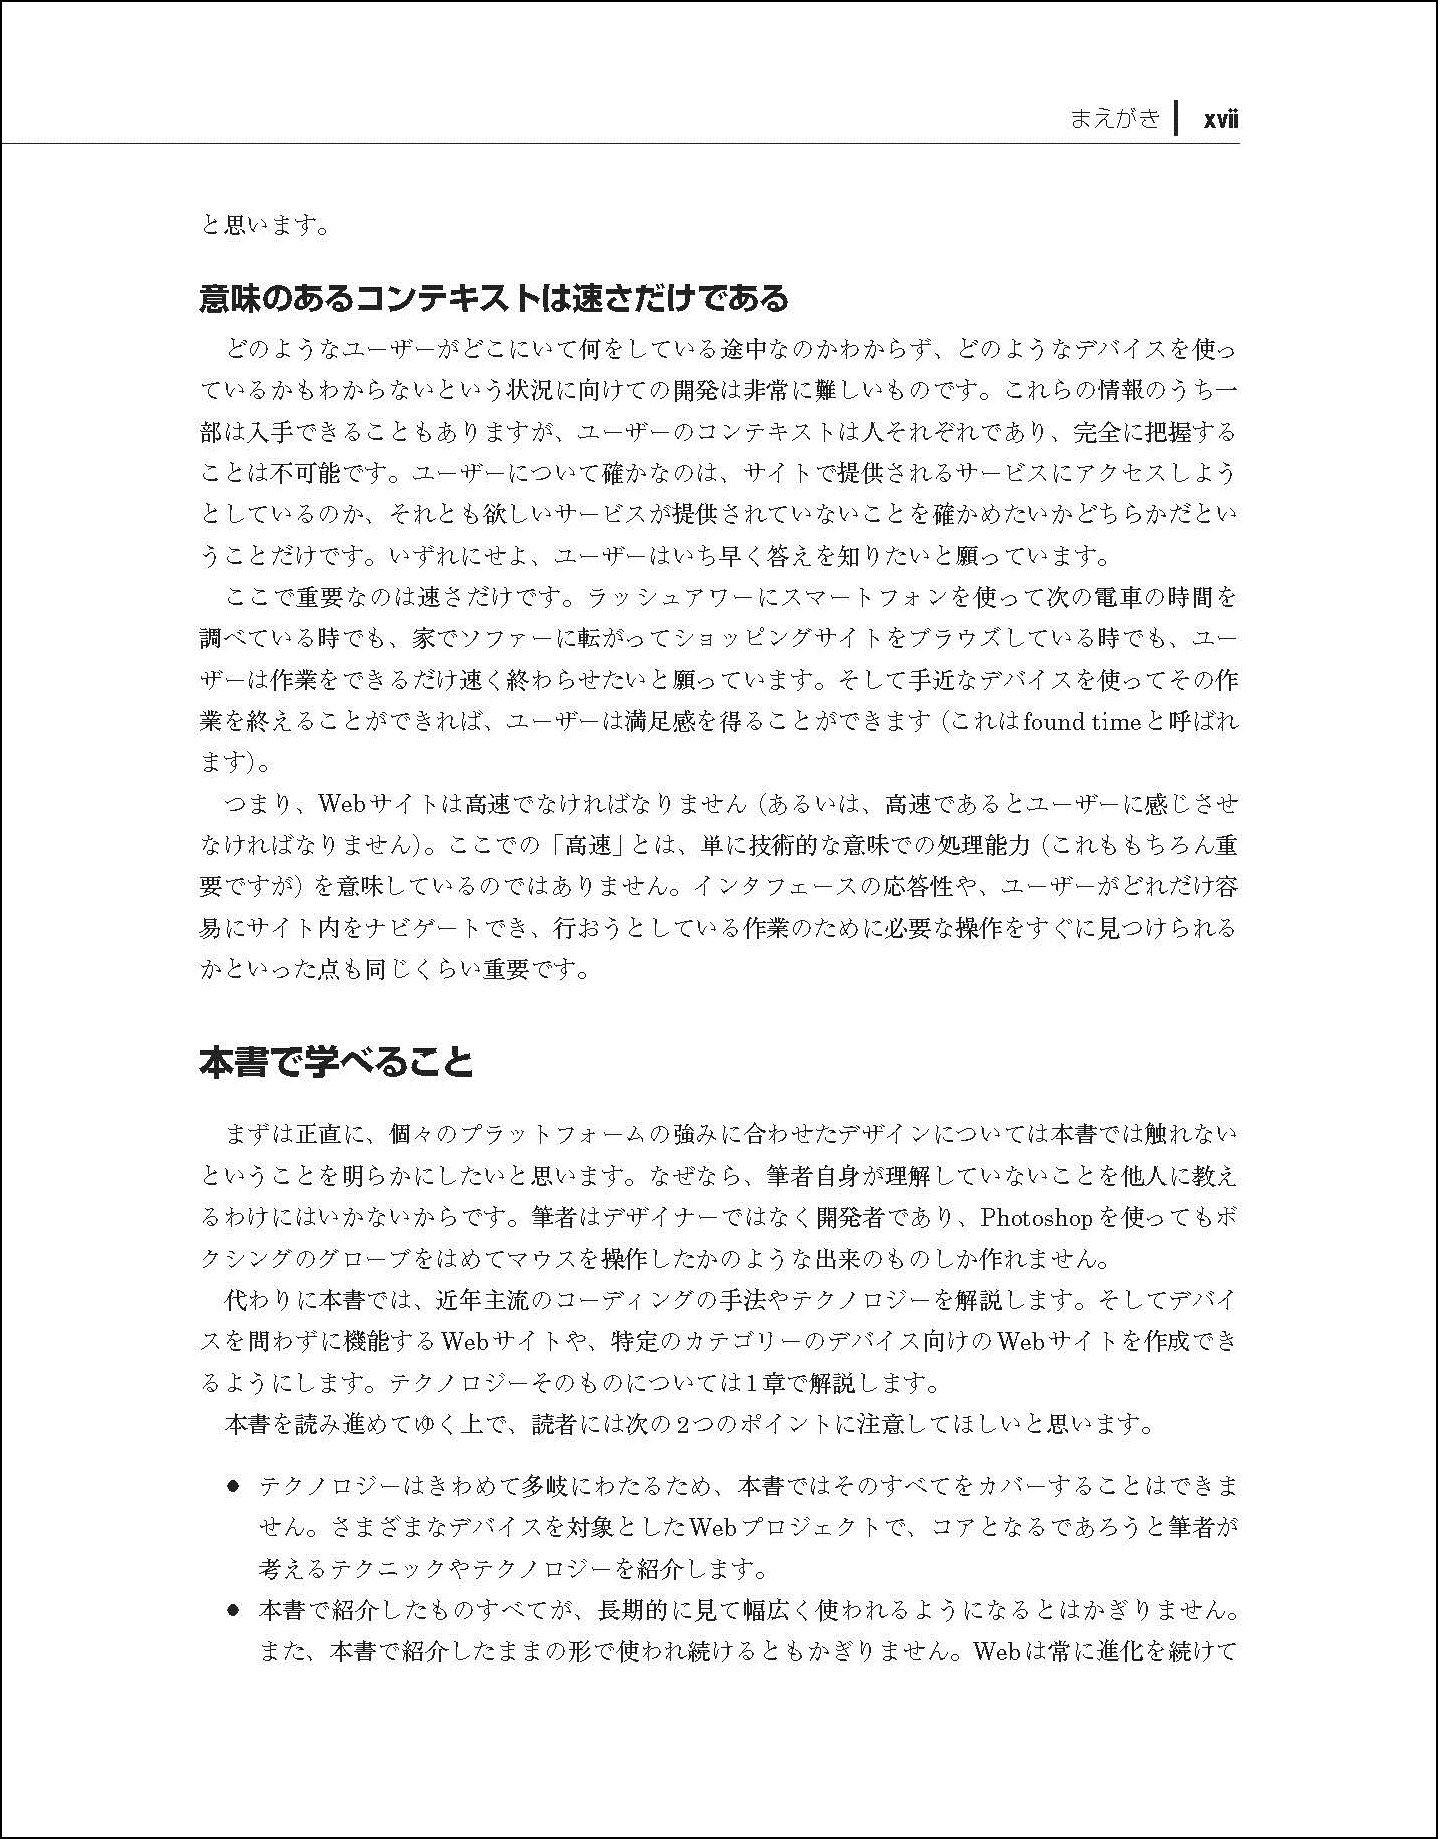 まえがき xvii
と思います。
意味のあるコンテキストは速さだけである
どのようなユーザーがどこにいて何をしている途中なのかわからず、どのようなデバイスを使っ
ているかもわからないという状況に向けての開発は非常に難しいものです。これらの情報のうち一
部は入手できることもありますが、ユーザーのコンテキストは人それぞれであり、完全に把握する
ことは不可能です。ユーザーについて確かなのは、サイトで提供されるサービスにアクセスしよう
としているのか、それとも欲しいサービスが提供されていないことを確かめたいかどちらかだとい
うことだけです。いずれにせよ、ユーザーはいち早く答えを知りたいと願っています。
ここで重要なのは速さだけです。ラッシュアワーにスマートフォンを使って次の電車の時間を
調べている時でも、家でソファーに転がってショッピングサイトをブラウズしている時でも、ユー
ザーは作業をできるだけ速く終わらせたいと願っています。そして手近なデバイスを使ってその作
業を終えることができれば、ユーザーは満足感を得ることができます（これはfound timeと呼ばれ
ます）。
つまり、Webサイトは高速でなければなりません（あるいは、高速であるとユーザーに感じさせ
なければなりません）。ここでの「高速」とは、単に技術的な意味での処理能力（これももちろん重
要ですが）を意味しているのではありません。インタフェースの応答性や、ユーザーがどれだけ容
易にサイト内をナビゲートでき、行おうとしている作業のために必要な操作をすぐに見つけられる
かといった点も同じくらい重要です。
本書で学べること
まずは正直に、個々のプラットフォームの強みに合わせたデザインについては本書では触れない
ということを明らかにしたいと思います。なぜなら、筆者自身が理解していないことを他人に教え
るわけにはいかないからです。筆者はデザイナーではなく開発者であり、Photoshopを使ってもボ
クシングのグローブをはめてマウスを操作したかのような出来のものしか作れません。
代わりに本書では、近年主流のコーディングの手法やテクノロジーを解説します。そしてデバイ
スを問わずに機能するWebサイトや、特定のカテゴリーのデバイス向けのWebサイトを作成でき
るようにします。テクノロジーそのものについては1章で解説します。
本書を読み進めてゆく上で、読者には次の2つのポイントに注意してほしいと思います。
● テクノロジーはきわめて多岐にわたるため、本書ではそのすべてをカバーすることはできま
せん。さまざまなデバイスを対象としたWebプロジェクトで、コアとなるであろうと筆者が
考えるテクニックやテクノロジーを紹介します。
● 本書で紹介したものすべてが、長期的に見て幅広く使われるようになるとはかぎりません。
また、本書で紹介したままの形で使われ続けるともかぎりません。Webは常に進化を続けて